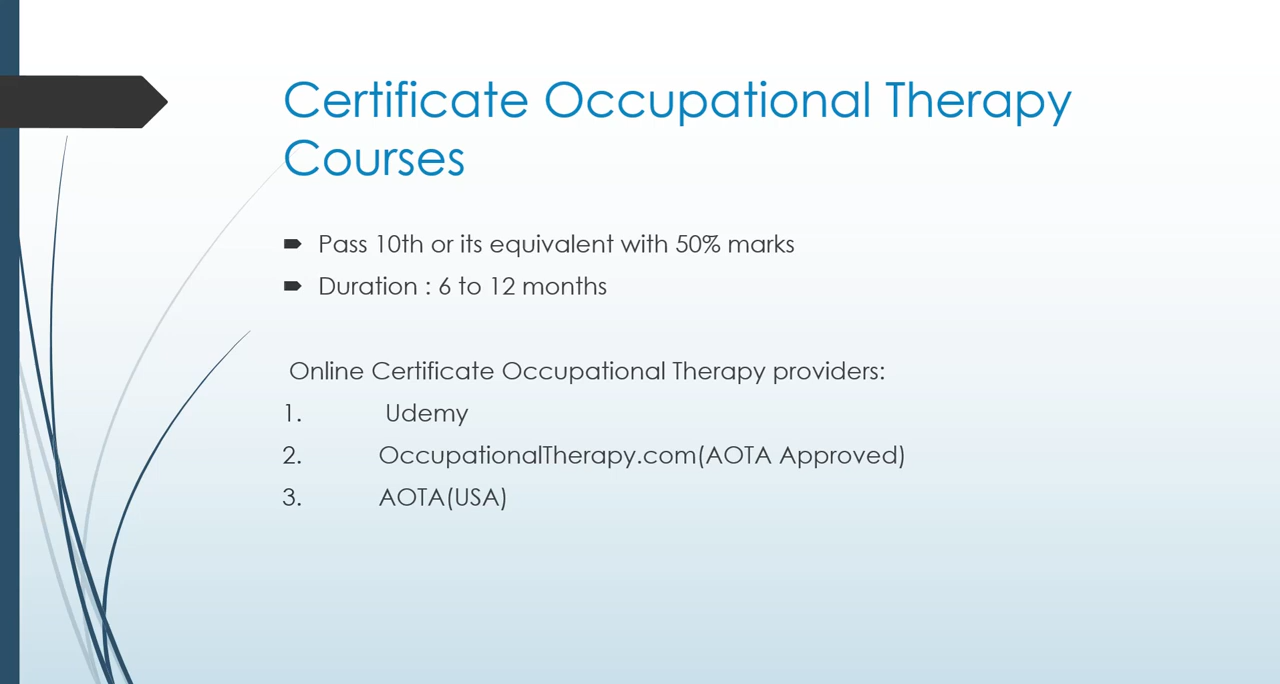 Certificate Occupational Therapy
Courses
Pass 10th or its equivalent with 50% marks
Duration : 6 to 12 months
Online Certificate Occupational Therapy providers:
1. Udemy
2. OccupationalTherapy.com(AOTA Approved)
3. AOTA(USA)